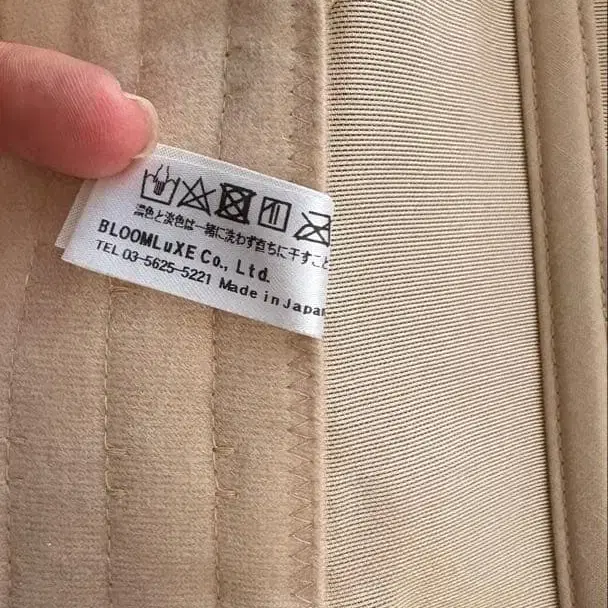 濃色と淡色は一緒に洗わず直ちに干すこと
BLOOMLuXE Co., Ltd.
TEL 03-5625-5221 Made in Japan